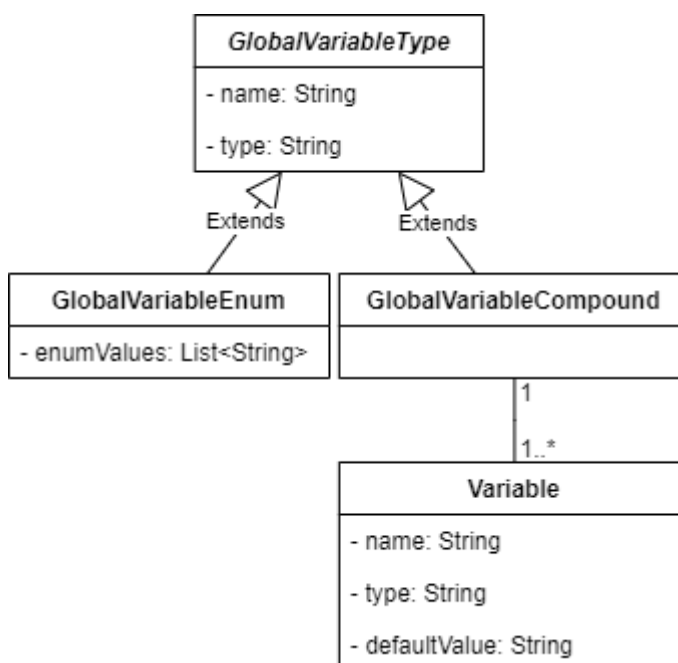 GlobalVariableType
- name: String
- type: String
Extends
Extends
GlobalVariableEnum
- enumValues: List<String>
GlobalVariableCompound
1
1..*
Variable
- name: String
- type: String
- defaultValue: String